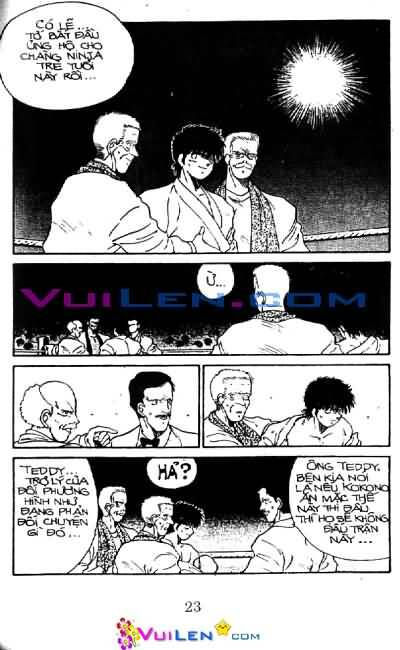 CÓ LẼ...
TỚ BẮT ĐẦU
ỦNG HỘ CHO
CHÀNG NINJA
TRẺ TUỔI
NÀY RỒI...
Ừ...
VUILEN.COM
TEDDY...
TRỢ LÝ CỦA
ĐỐI PHƯƠNG
HÌNH NHƯ
ĐANG PHẢN
ĐỐI CHUYỆN
GÌ ĐÓ...
HẢ?
ÔNG TEDDY,
BÊN KIA NÓI
LÀ NẾU KOKONO
ĂN MẶC THẾ
NÀY THI ĐẤU
THÌ HỌ SẼ KHÔNG
ĐẤU TRẬN
NÀY...
23
VUILEN.COM